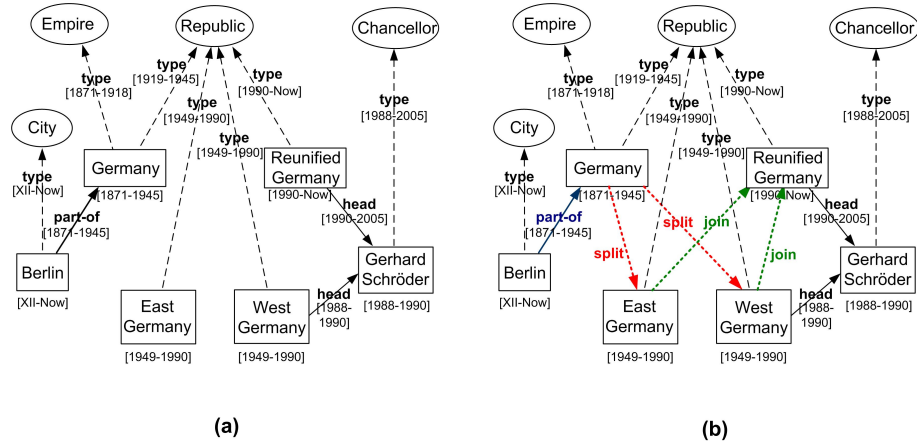 Empire
Republic
Chancellor
type
[1871-1918]
type
[1919-1945]
type
[1990-Now]
type
[1949-1990]
type
[1988-2005]
City
type
[1949-1990]
Germany
[1871-1945]
Reunified
Germany
[1990-Now]
type
[XII-Now]
part-of
[1871-1945]
head
[1990-2005]
Berlin
[XII-Now]
East
Germany
[1949-1990]
West
Germany
[1949-1990]
head
[1988-
1990]
Gerhard
Schröder
[1988-1990]
(a)
Empire
Republic
Chancellor
type
[1871-1918]
type
[1919-1945]
type
[1990-Now]
type
[1949-1990]
type
[1988-2005]
City
type
[1949-1990]
Germany
[1871-1945]
Reunified
Germany
[1990-Now]
type
[XII-Now]
part-of
[1871-1945]
split
split
join
join
head
[1990-2005]
Berlin
[XII-Now]
East
Germany
[1949-1990]
West
Germany
[1949-1990]
head
[1988-
1990]
Gerhard
Schröder
[1988-1990]
(b)